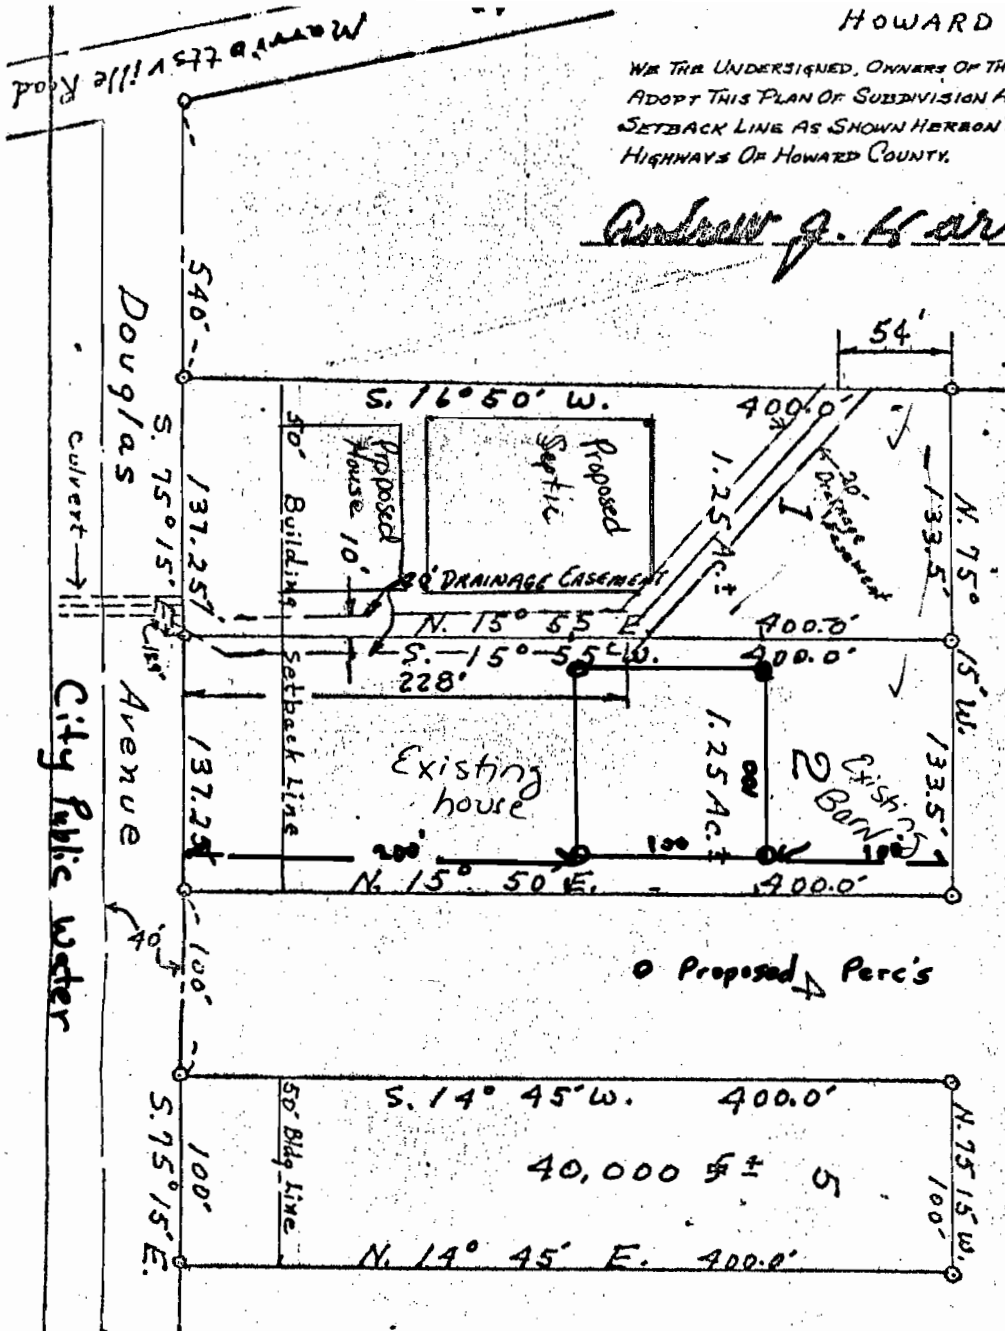 HOWARD
WE THE UNDERSIGNED, OWNERS OF TH
ADOPT THIS PLAN OF SUBDIVISION A
SETBACK LINE AS SHOWN HEREON
HIGHWAYS OF HOWARD COUNTY.
Andrew J. Kar
Marriottsville Road
540'
54'
S. 16° 50' W.
400.0'
Douglas Avenue
culvert
S. 75° 15' E.
137.25'
50' Building Setback Line
Proposed House
10'
Proposed Septic
1.25 Ac.±
1
20' Drainage Easement
133.5'
N. 75° 15' W.
20' DRAINAGE EASEMENT
N. 15° 55' E.
400.0'
S. 15° 55' W.
400.0'
228'
City Public Water
137.25'
Existing house
1.25 Ac.±
100
2
Existing Barn
133.5'
200'
100
100
N. 15° 50' E.
400.0'
40'
100'
o Proposed Perc's
4
S. 14° 45' W.
400.0'
S. 75° 15' E.
100'
50' Bldg Line
40,000 ±
5
N. 75 15 W.
100'
N. 14° 45' E.
400.0'